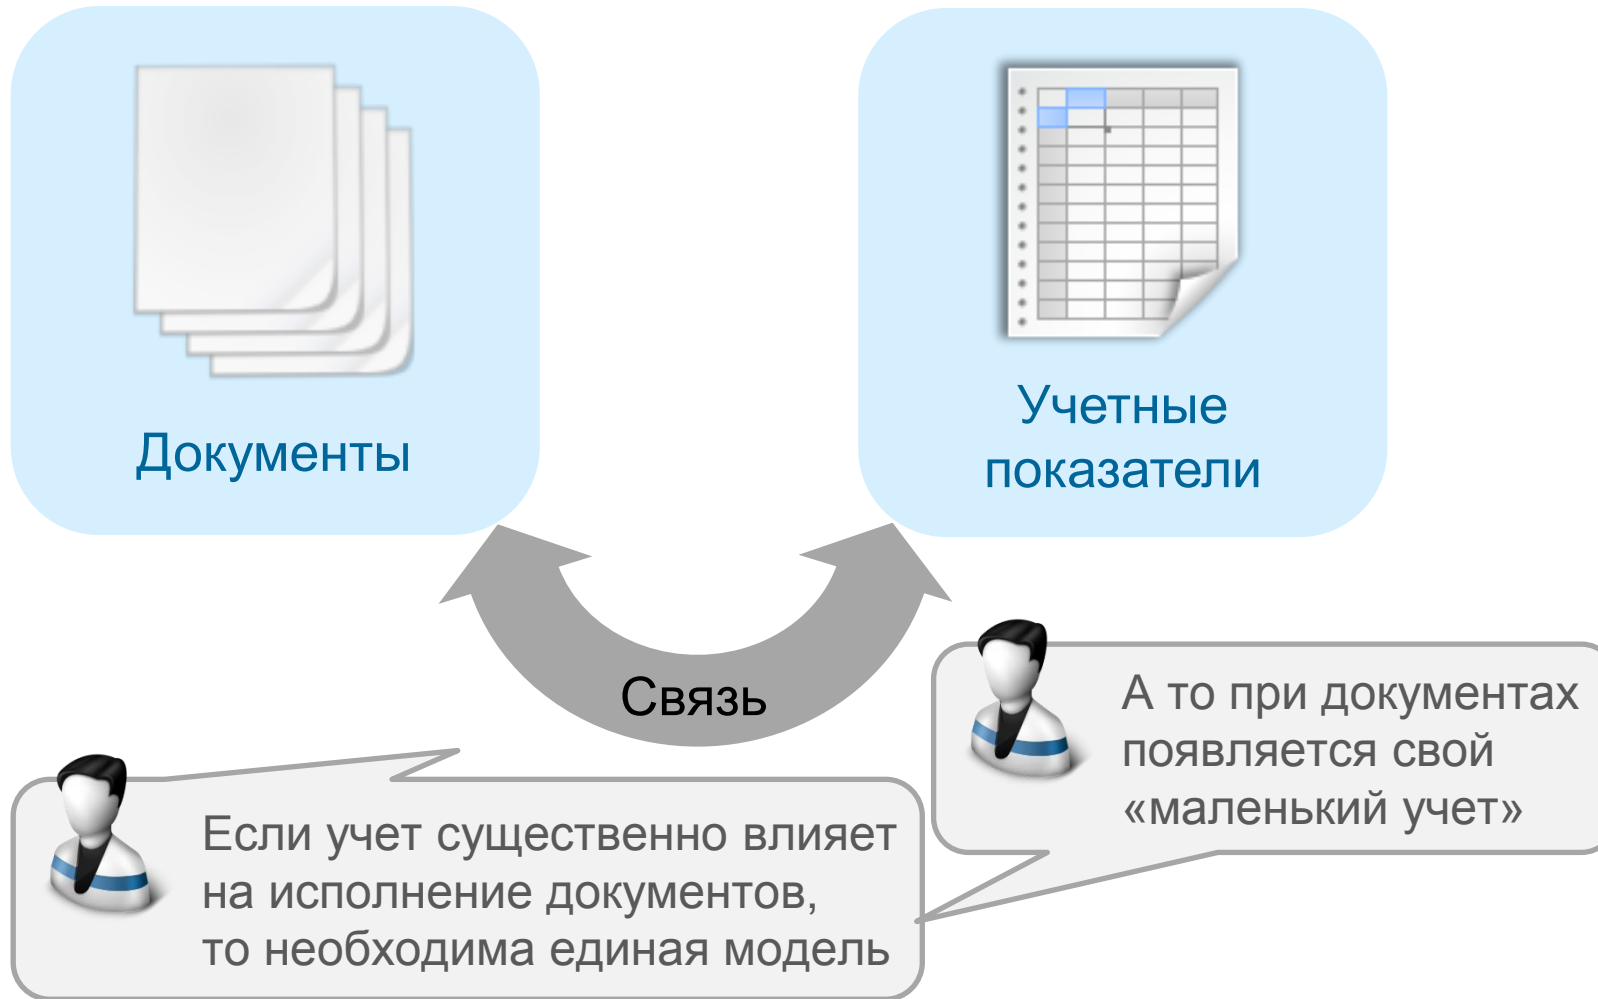 Документы
Учетные
показатели
Связь
Если учет существенно влияет
на исполнение документов,
то необходима единая модель
А то при документах
появляется свой
«маленький учет»